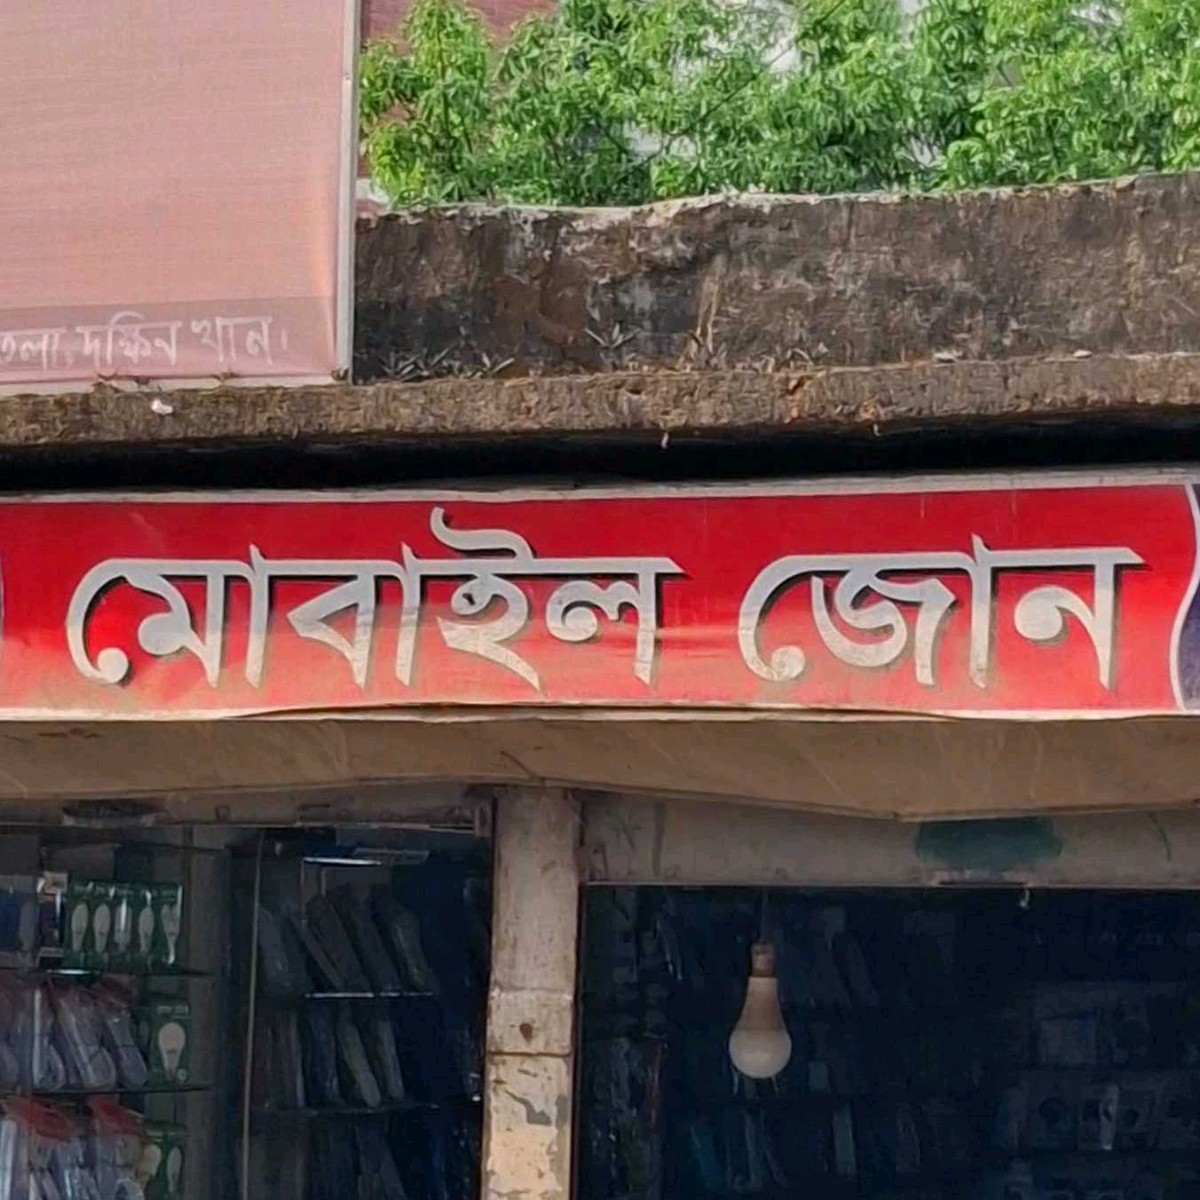 তলা, দক্ষিন খান।
মোবাইল জোন